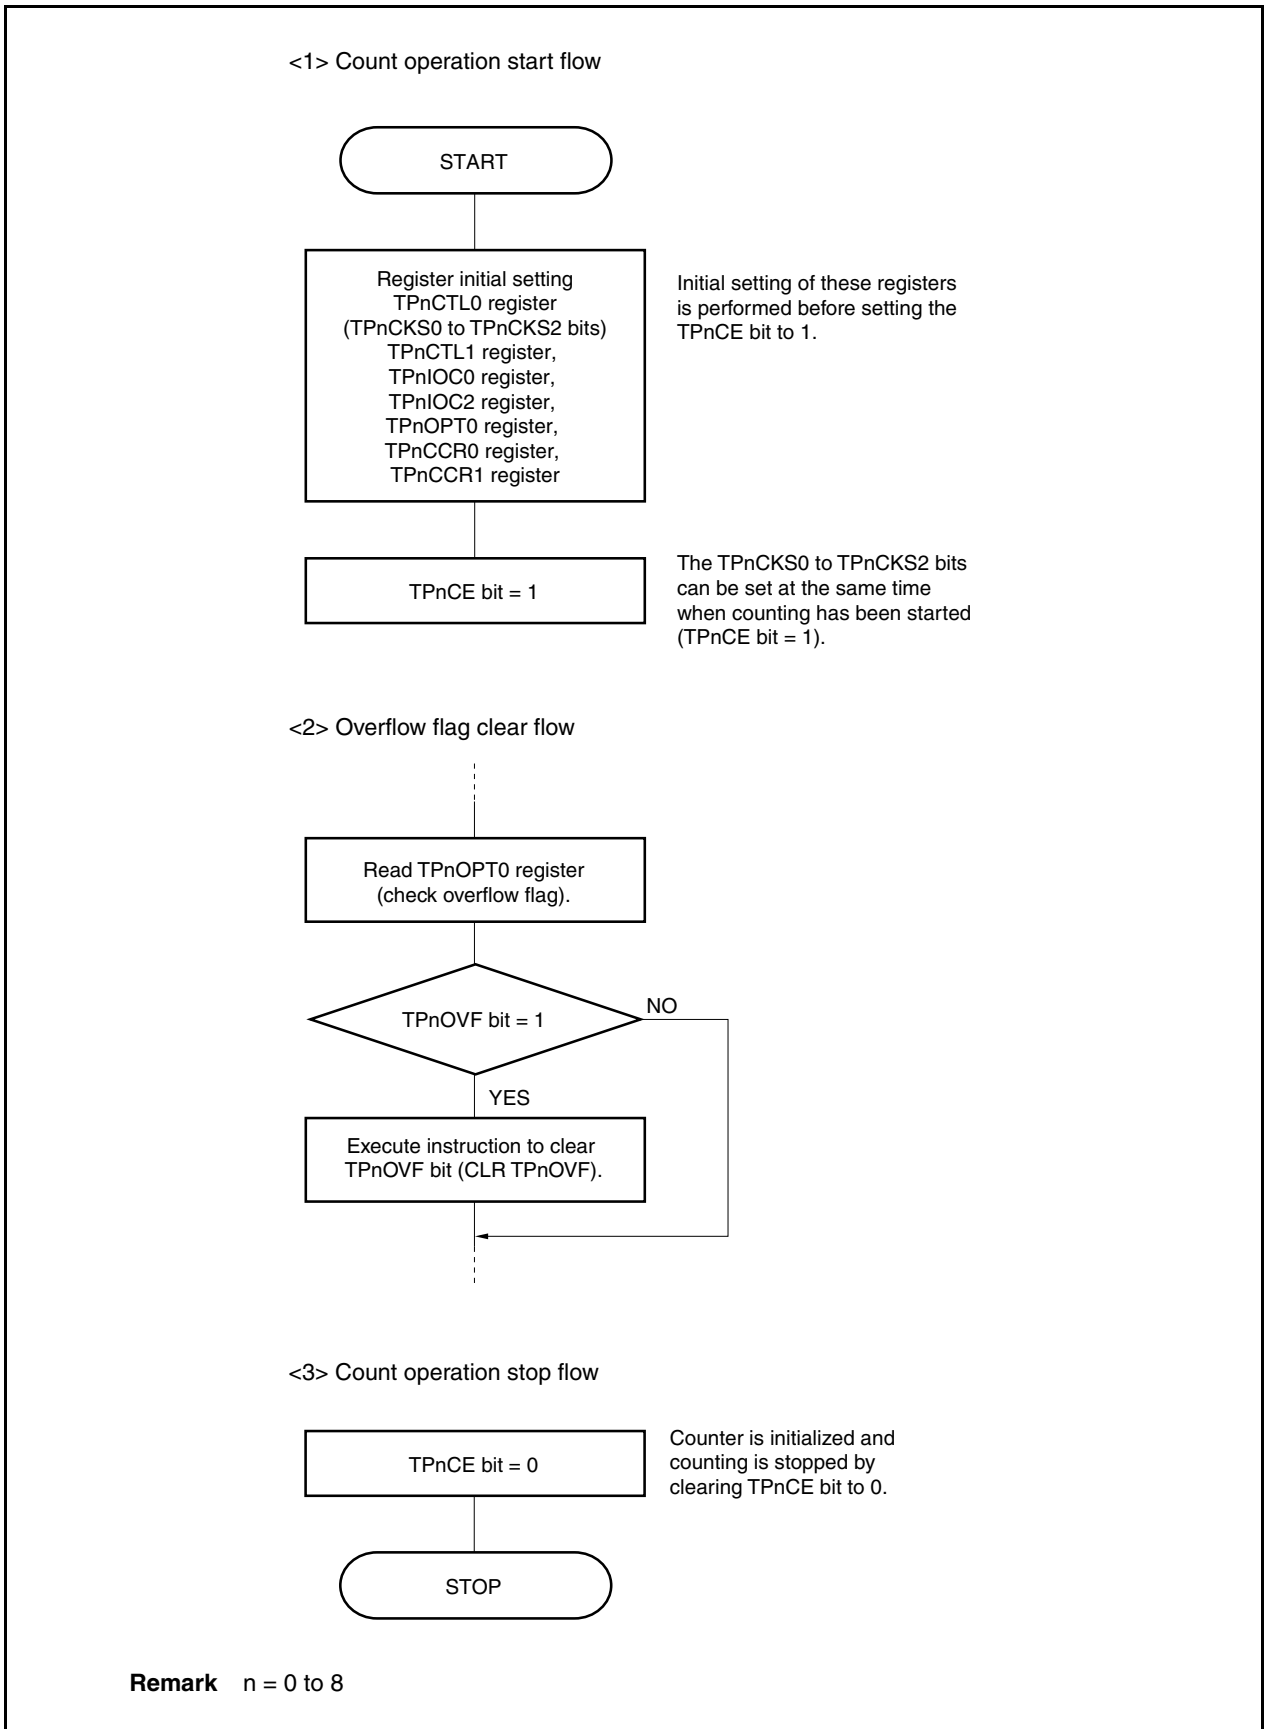 <1> Count operation start flow
START
Register initial setting
TPnCTL0 register
(TPnCKS0 to TPnCKS2 bits)
TPnCTL1 register,
TPnIOC0 register,
TPnIOC2 register,
TPnOPT0 register,
TPnCCR0 register,
TPnCCR1 register
Initial setting of these registers
is performed before setting the
TPnCE bit to 1.
TPnCE bit = 1
The TPnCKS0 to TPnCKS2 bits
can be set at the same time
when counting has been started
(TPnCE bit = 1).
<2> Overflow flag clear flow
Read TPnOPT0 register
(check overflow flag).
TPnOVF bit = 1
NO
YES
Execute instruction to clear
TPnOVF bit (CLR TPnOVF).
<3> Count operation stop flow
TPnCE bit = 0
Counter is initialized and
counting is stopped by
clearing TPnCE bit to 0.
STOP
Remark n = 0 to 8